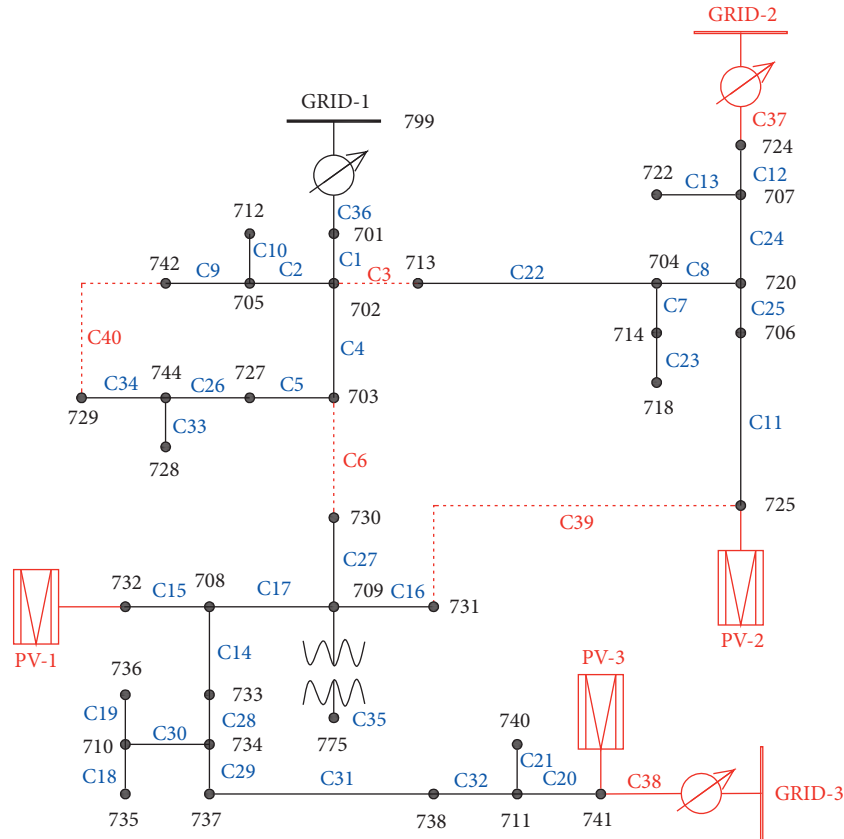 GRID-2
GRID-1
799
C37
724
722
C13
C12
707
712
C36
701
C24
742
C10
C9
C2
C1
C3
713
C22
704
C8
720
705
702
C7
C25
C40
714
706
C4
C23
744
727
718
C34
C26
C5
703
729
C33
C11
728
C6
730
725
C39
C27
732
708
C15
C17
709
C16
731
PV-1
PV-2
C14
PV-3
736
733
C19
C28
C35
740
775
710
C30
734
C21
C18
C29
C31
C32
C20
C38
GRID-3
735
737
738
711
741